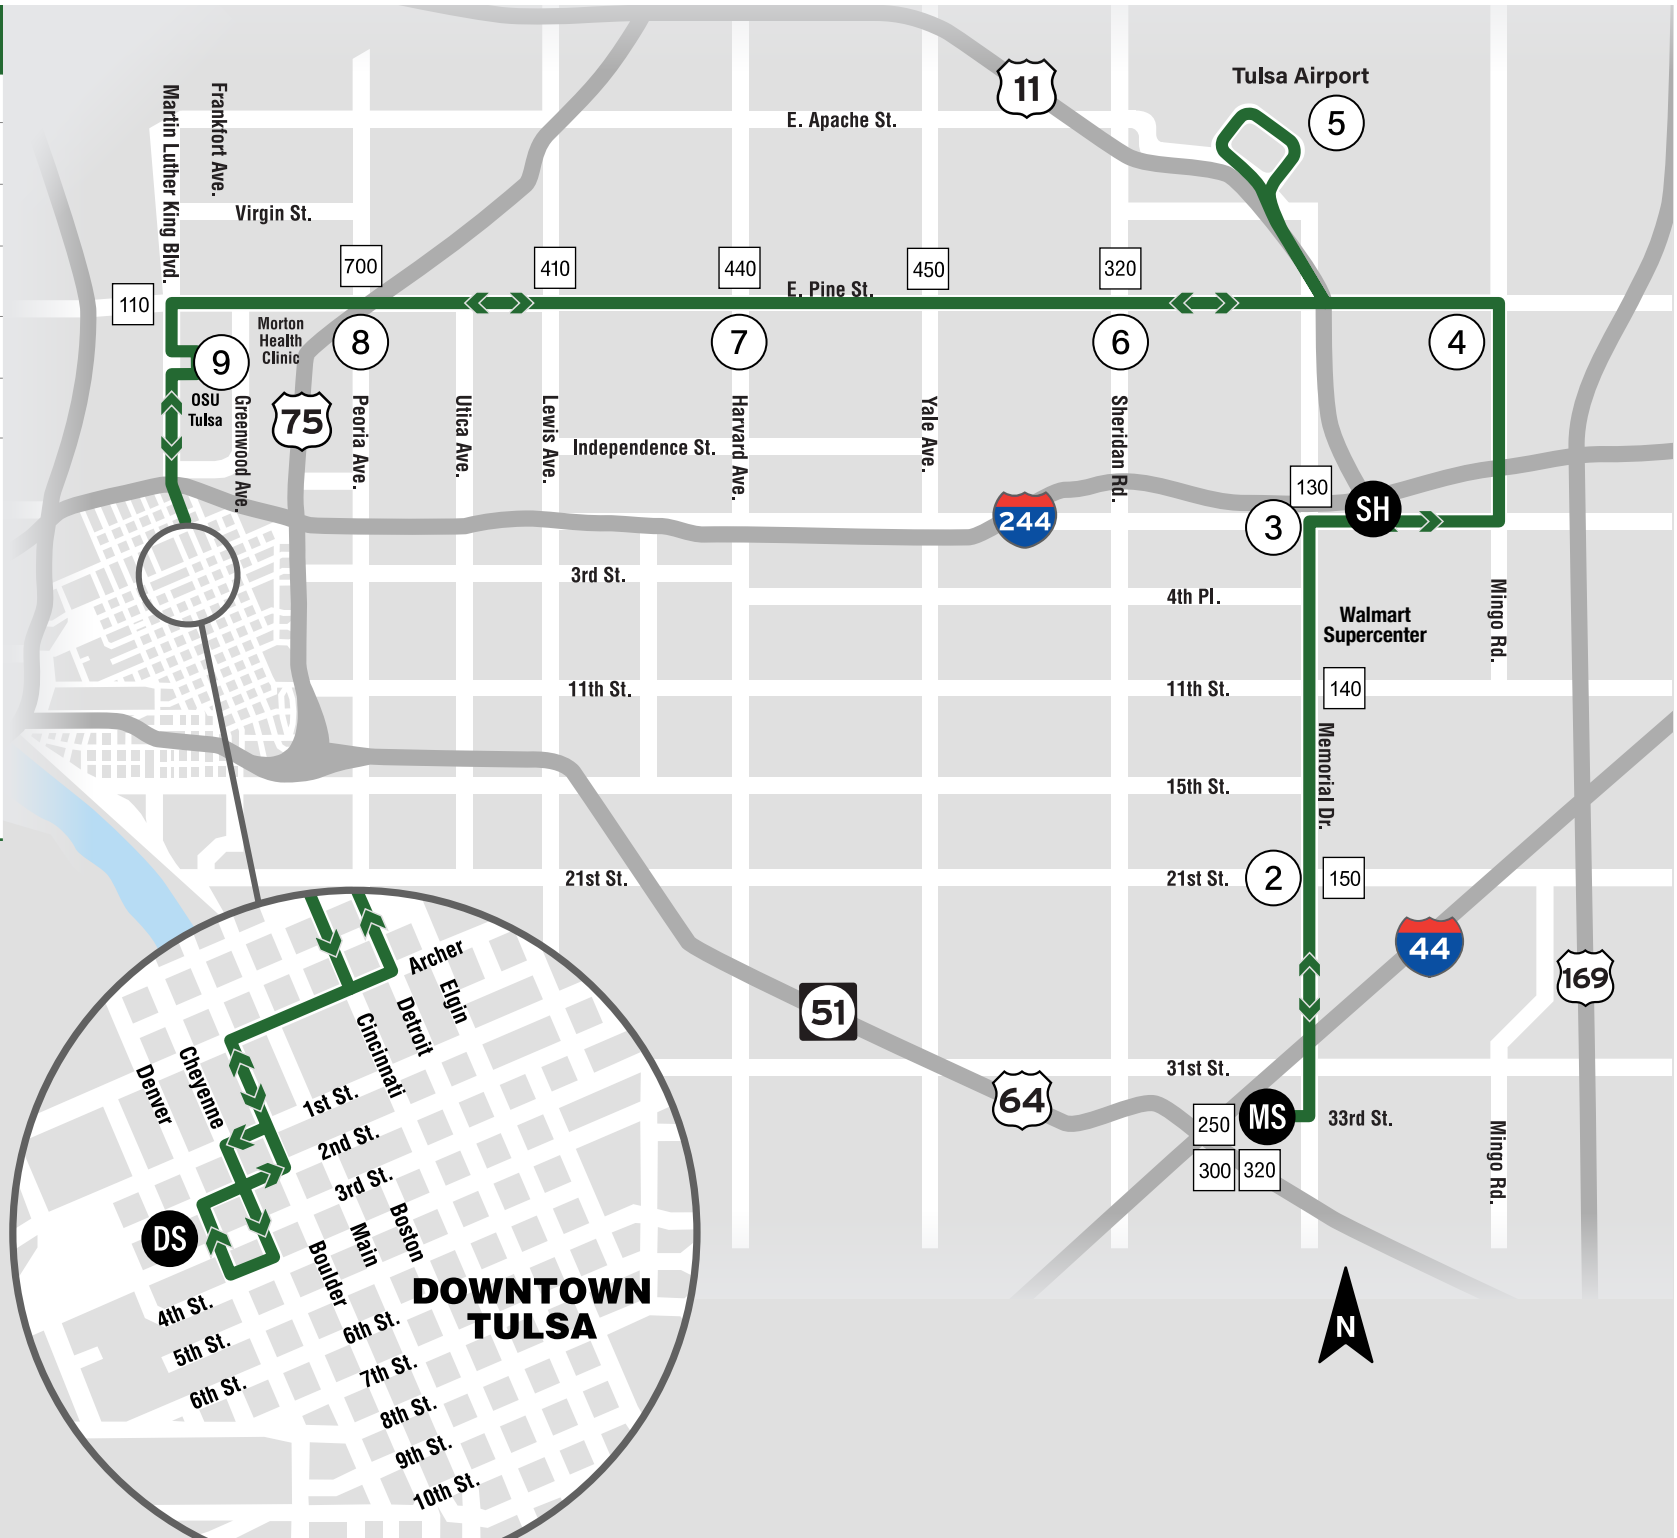 Tulsa Airport
11
5
E. Apache St.
Martin Luther King Blvd.
Frankfort Ave.
Virgin St.
700
410
440
450
320
110
E. Pine St.
9
Morton
Health
Clinic
8
7
6
4
OSU
Tulsa
Greenwood Ave.
75
Peoria Ave.
Utica Ave.
Lewis Ave.
Independence St.
Harvard Ave.
Yale Ave.
Sheridan Rd.
244
130
3
SH
3rd St.
4th Pl.
Walmart
Supercenter
Mingo Rd.
11th St.
11th St.
140
Memorial Dr.
15th St.
21st St.
21st St.
2
150
44
169
51
64
31st St.
250
MS
33rd St.
300
320
Mingo Rd.
N
Archer
Elgin
Detroit
Cincinnati
Cheyenne
Denver
1st St.
2nd St.
3rd St.
Boston
Main
Boulder
DS
DOWNTOWN
TULSA
4th St.
5th St.
6th St.
6th St.
7th St.
8th St.
9th St.
10th St.